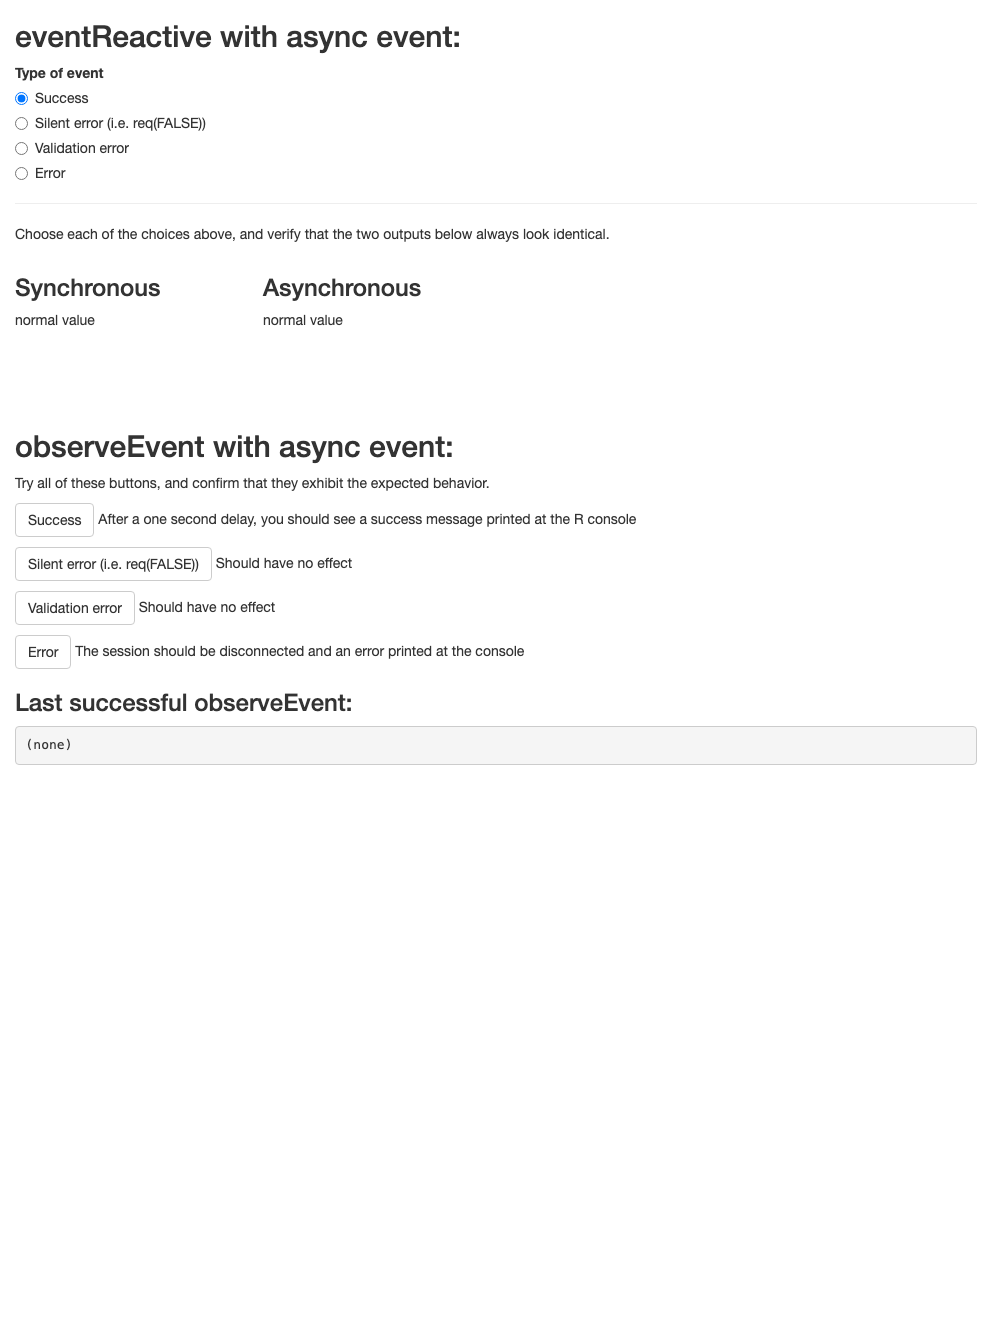 eventReactive with async event:
Type of event
Success
Silent error (i.e. req(FALSE))
Validation error
Error
Choose each of the choices above, and verify that the two outputs below always look identical.
Synchronous
normal value
Asynchronous
normal value
observeEvent with async event:
Try all of these buttons, and confirm that they exhibit the expected behavior.
Success After a one second delay, you should see a success message printed at the R console
Silent error (i.e. req(FALSE)) Should have no effect
Validation error Should have no effect
Error The session should be disconnected and an error printed at the console
Last successful observeEvent:
(none)